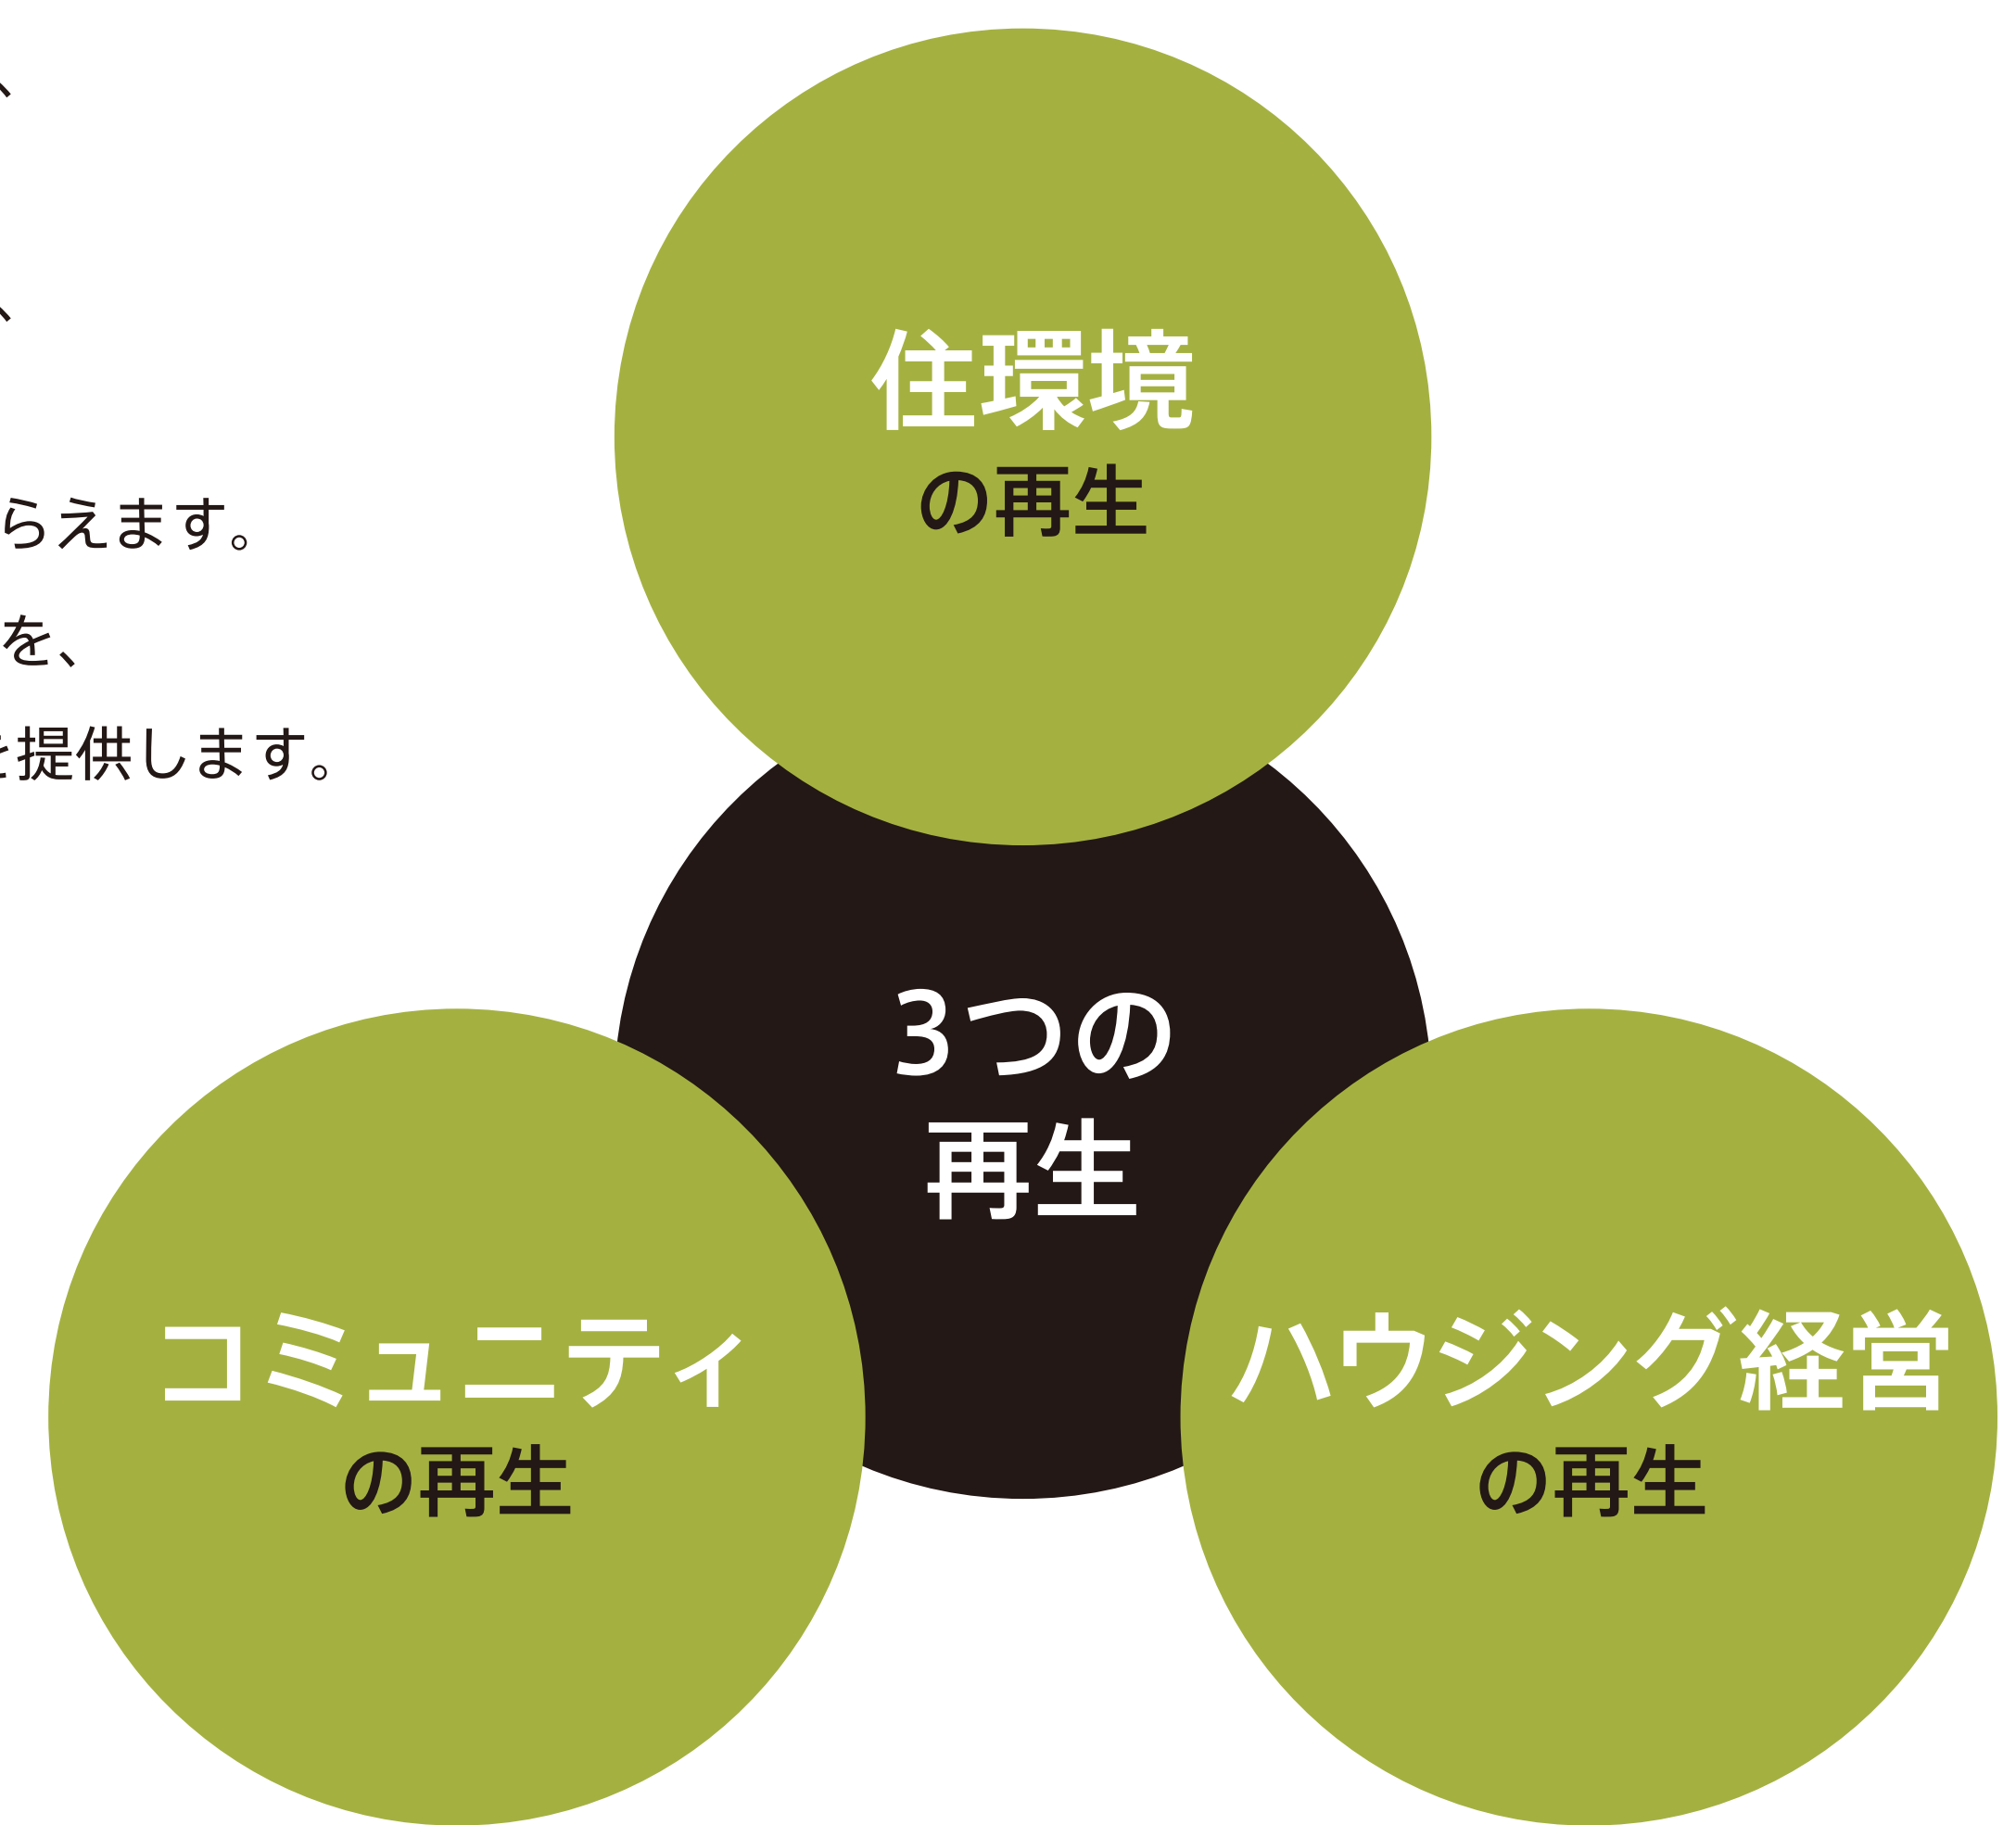 、
、
らえます。
を、
提供します。
住環境
の再生
3つの
再生
コミュニティ
の再生
ハウジング経営
の再生